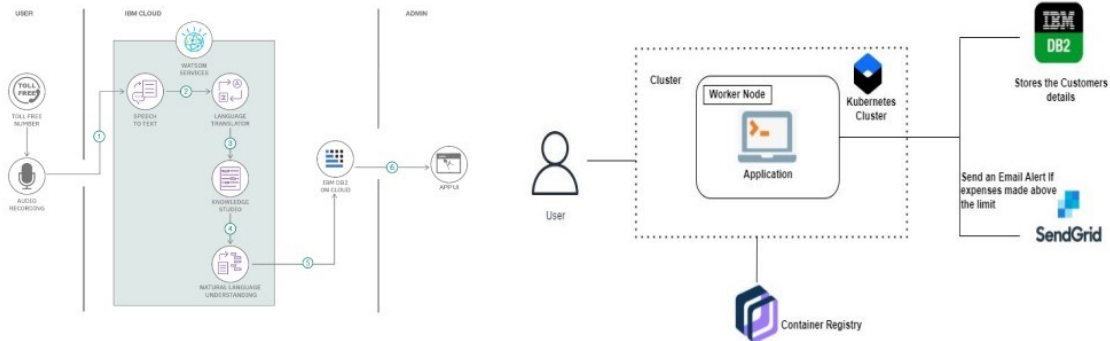 USER
IBM CLOUD
ADMIN
WATSON
SERVICES
TOLL
FREE
TOLL FREE
NUMBER
1
SPEECH
TO TEXT
2
LANGUAGE
TRANSLATOR
3
AUDIO
RECORDING
KNOWLEDGE
STUDIO
4
NATURAL LANGUAGE
UNDERSTANDING
5
IBM DB2
ON CLOUD
6
APP UI
User
Cluster
Worker Node
Application
Kubernetes
Cluster
Container Registry
IBM
DB2
Stores the Customers
details
Send an Email Alert If
expenses made above
the limit
SendGrid